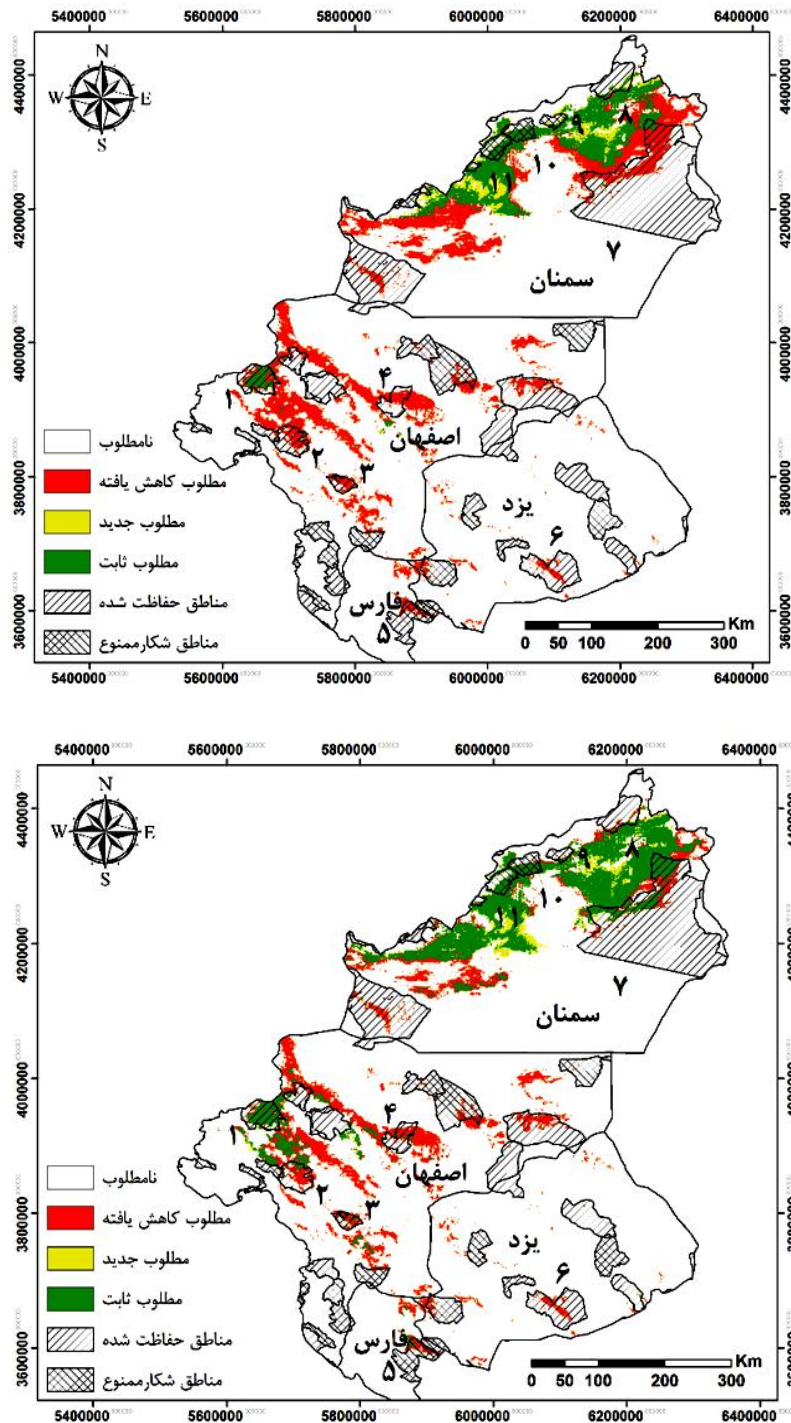 5400000 5600000 5800000 6000000 6200000 6400000
N
W E
S
4400000
4200000
4000000
3800000
3600000
۹ ۸
۱۰
۱۱
۷
سمنان
۴
۱
اصفهان
۲ ۳
یزد
۶
فارس
۵
نامطلوب
مطلوب کاهش یافته
مطلوب جدید
مطلوب ثابت
مناطق حفاظت شده
مناطق شکارممنوع
Km
0 50 100 200 300
4400000
4200000
4000000
3800000
3600000
5400000 5600000 5800000 6000000 6200000 6400000
5400000 5600000 5800000 6000000 6200000 6400000
N
W E
S
4400000
4200000
4000000
3800000
3600000
۹ ۸
۱۰
۱۱
۷
سمنان
۴
۱
اصفهان
۲ ۳
یزد
۶
فارس
۵
نامطلوب
مطلوب کاهش یافته
مطلوب جدید
مطلوب ثابت
مناطق حفاظت شده
مناطق شکارممنوع
Km
0 50 100 200 300
5400000 5600000 5800000 6000000 6200000 6400000